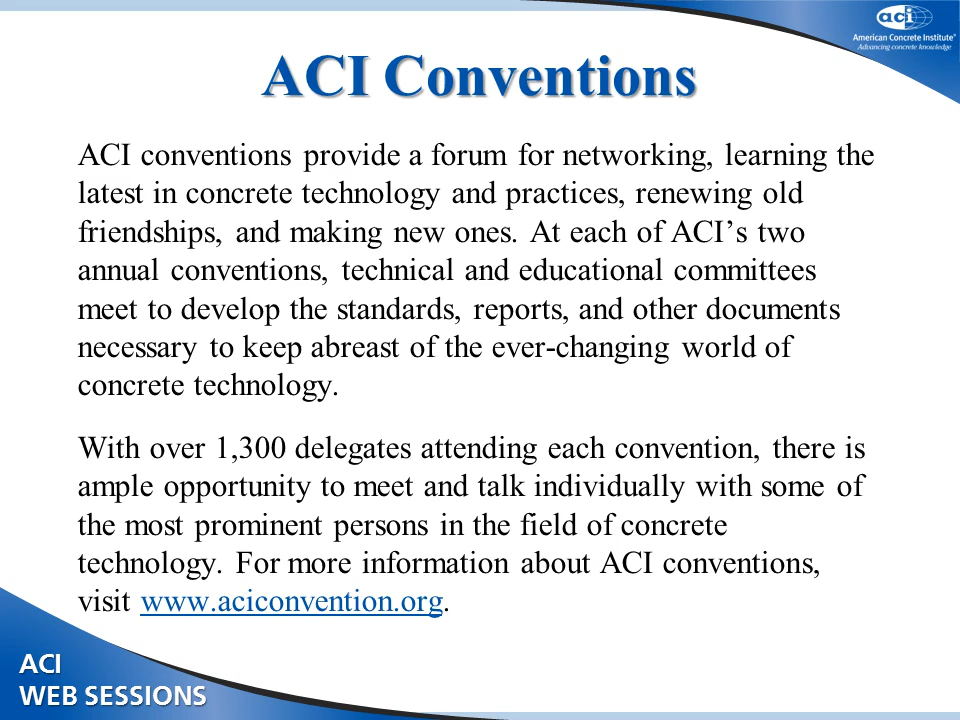 aci
American Concrete Institute®
Advancing concrete knowledge
ACI Conventions
ACI conventions provide a forum for networking, learning the
latest in concrete technology and practices, renewing old
friendships, and making new ones. At each of ACI’s two
annual conventions, technical and educational committees
meet to develop the standards, reports, and other documents
necessary to keep abreast of the ever-changing world of
concrete technology.
With over 1,300 delegates attending each convention, there is
ample opportunity to meet and talk individually with some of
the most prominent persons in the field of concrete
technology. For more information about ACI conventions,
visit www.aciconvention.org.
ACI
WEB SESSIONS